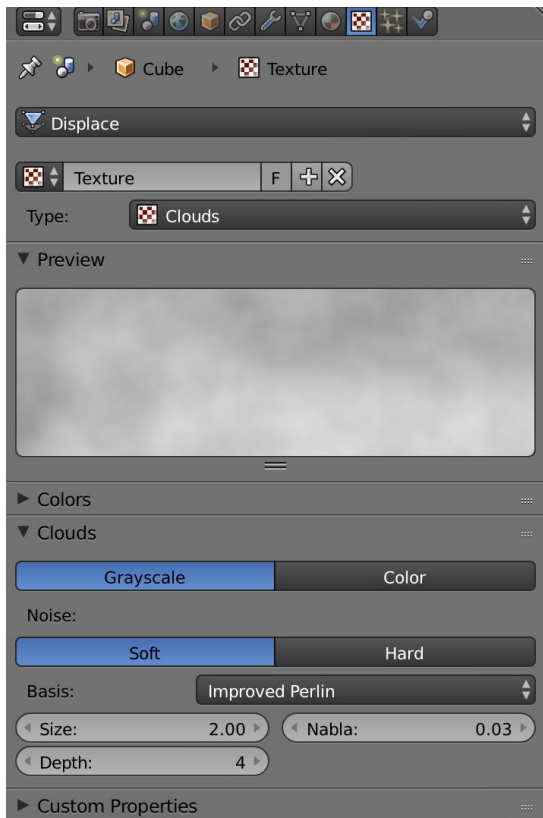 Cube Texture
Displace
Texture F
Type: Clouds
Preview
Colors
Clouds
Grayscale Color
Noise:
Soft Hard
Basis: Improved Perlin
Size: 2.00 Nabla: 0.03
Depth: 4
Custom Properties